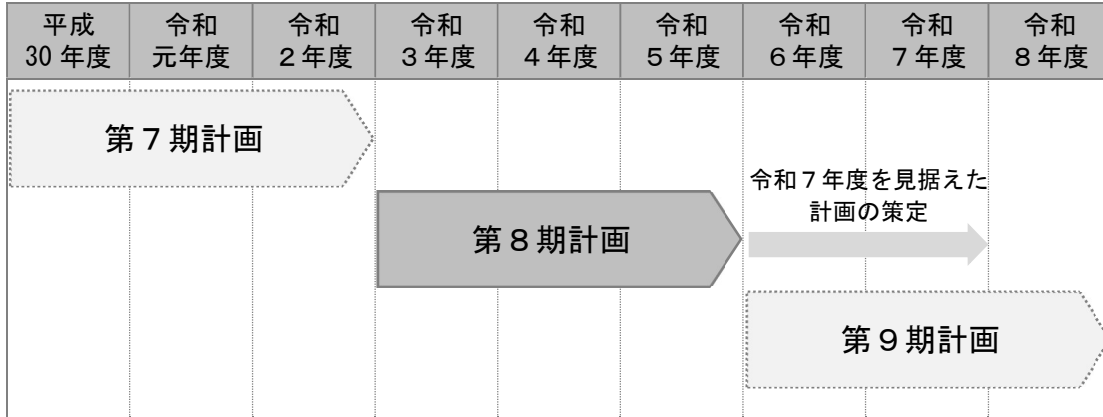 平成 令和 令和 令和 令和 令和 令和 令和 令和
30 年度 元年度 ２年度 ３年度 ４年度 ５年度 ６年度 ７年度 ８年度
第７期計画
令和７年度を見据えた
計画の策定
第８期計画
第９期計画